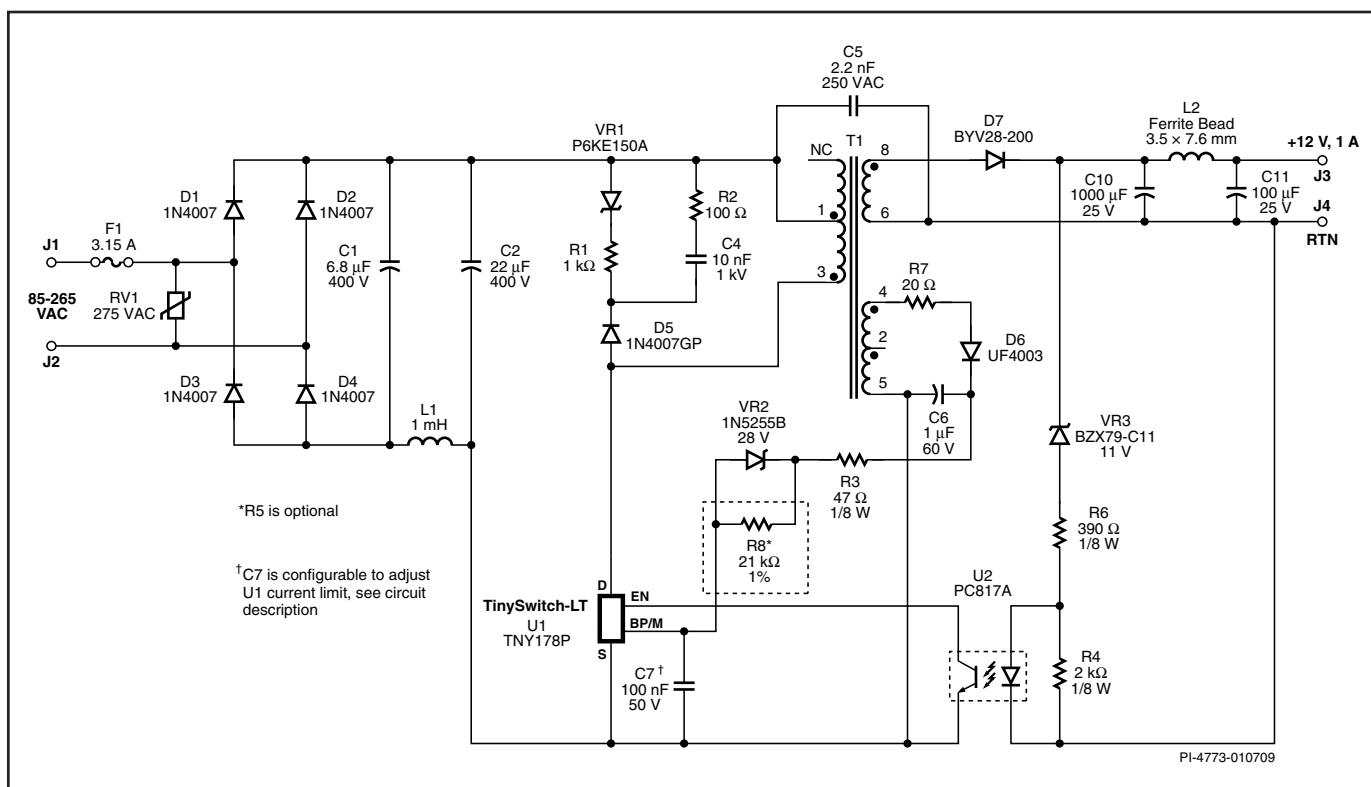 C5
2.2 nF
250 VAC
VR1
P6KE150A
NC
T1
8
D7
BYV28-200
L2
Ferrite Bead
3.5 × 7.6 mm
+12 V, 1 A
J3
D1
1N4007
D2
1N4007
R2
100 Ω
C10
1000 µF
25 V
C11
100 µF
25 V
F1
3.15 A
J1
1
6
J4
RTN
C1
6.8 µF
400 V
C2
22 µF
400 V
R1
1 kΩ
C4
10 nF
1 kV
3
R7
20 Ω
85-265
VAC
RV1
275 VAC
4
D5
1N4007GP
2
D6
UF4003
J2
D3
1N4007
D4
1N4007
5
L1
1 mH
VR2
1N5255B
28 V
C6
1 µF
60 V
VR3
BZX79-C11
11 V
R3
47 Ω
1/8 W
*R5 is optional
R8*
21 kΩ
1%
R6
390 Ω
1/8 W
†C7 is configurable to adjust
U1 current limit, see circuit
description
D
EN
TinySwitch-LT
U1
TNY178P
BP/M
S
U2
PC817A
C7†
100 nF
50 V
R4
2 kΩ
1/8 W
PI-4773-010709